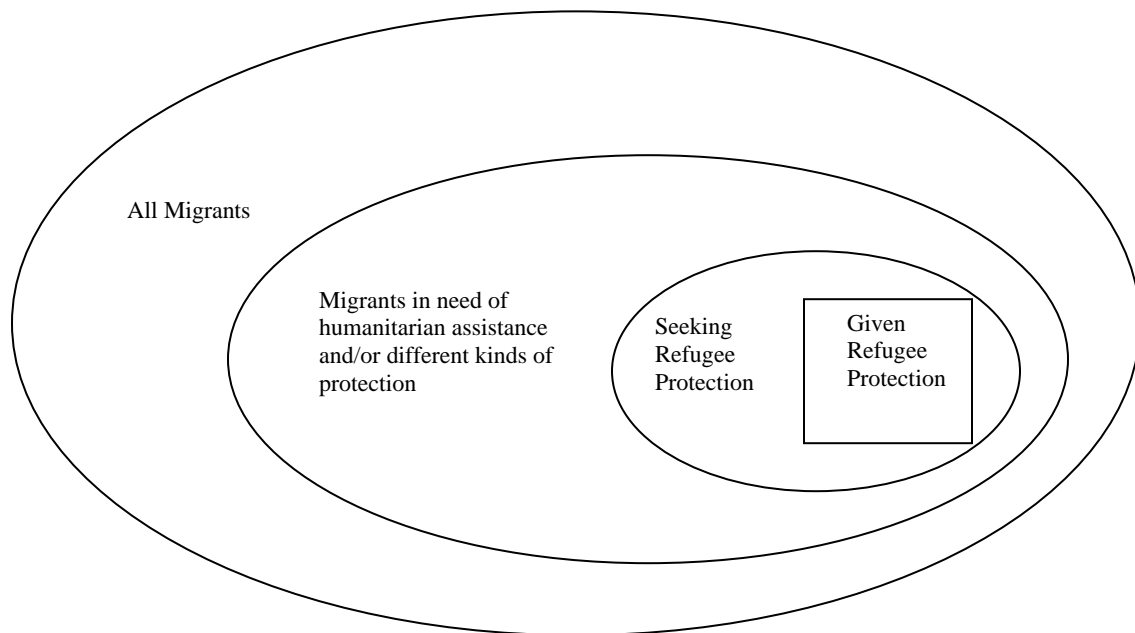 All Migrants
Migrants in need of
humanitarian assistance
and/or different kinds of
protection
Seeking
Refugee
Protection
Given
Refugee
Protection